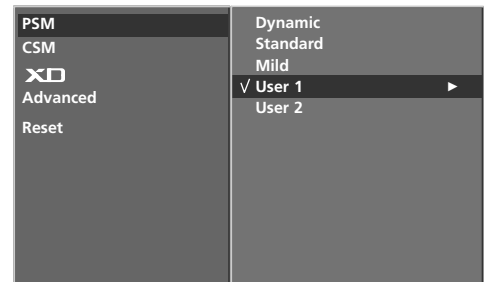 PSM
CSM
XD
Advanced
Reset
Dynamic
Standard
Mild
√ User 1 ►
User 2